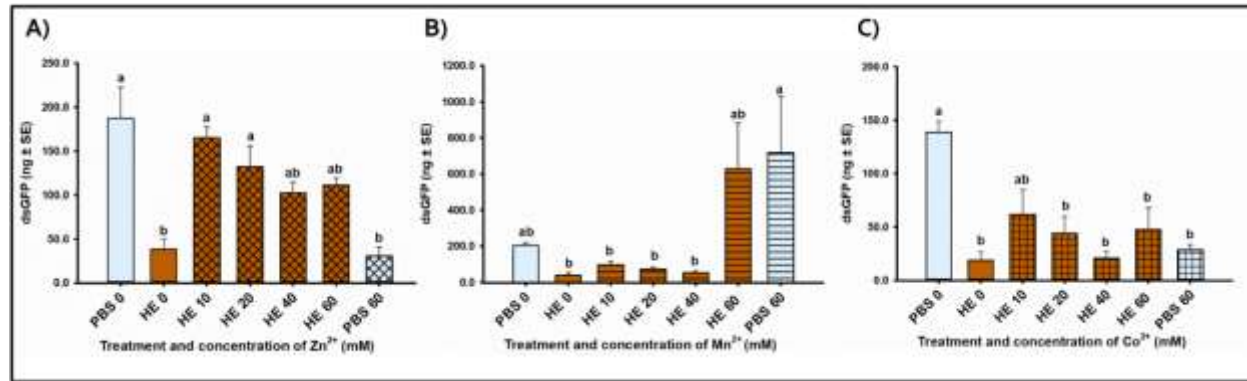 A)
dsGFP (ng ± SE)
250.0
200.0
150.0
100.0
50.0
0.0
a
b
a
a
ab
ab
b
PBS 0
HE 0
HE 10
HE 20
HE 40
HE 60
PBS 60
Treatment and concentration of Zn2+ (mM)
B)
dsGFP (ng ± SE)
1200.0
1000.0
800.0
600.0
400.0
200.0
0.0
ab
b
b
b
b
ab
a
PBS 0
HE 0
HE 10
HE 20
HE 40
HE 60
PBS 60
Treatment and concentration of Mn2+ (mM)
C)
dsGFP (ng ± SE)
200.0
150.0
100.0
50.0
0.0
a
b
ab
b
b
b
b
PBS 0
HE 0
HE 10
HE 20
HE 40
HE 60
PBS 60
Treatment and concentration of Co2+ (mM)